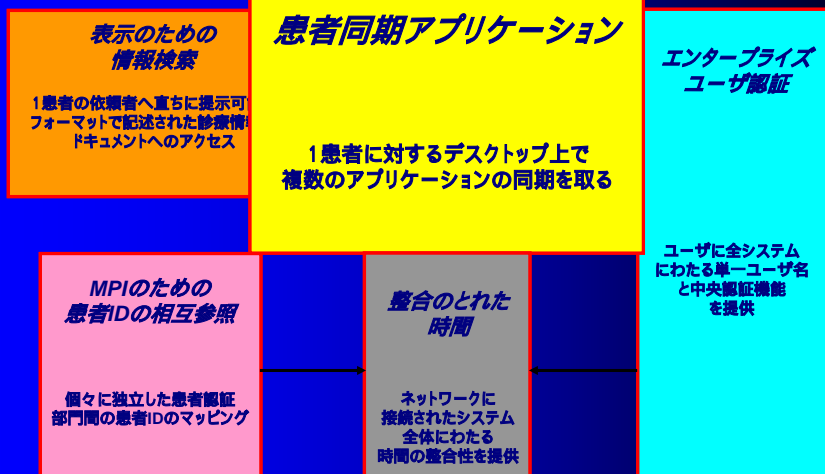 表示のための
情報検索
1患者の依頼者へ直ちに提示可
フォーマットで記述された診療情
ドキュメントへのアクセス
患者同期アプリケーション
1患者に対するデスクトップ上で
複数のアプリケーションの同期を取る
エンタープライズ
ユーザ認証
ユーザに全システム
にわたる単一ユーザ名
と中央認証機能
を提供
MPIのための
患者IDの相互参照
個々に独立した患者認証
部門間の患者IDのマッピング
整合のとれた
時間
ネットワークに
接続されたシステム
全体にわたる
時間の整合性を提供